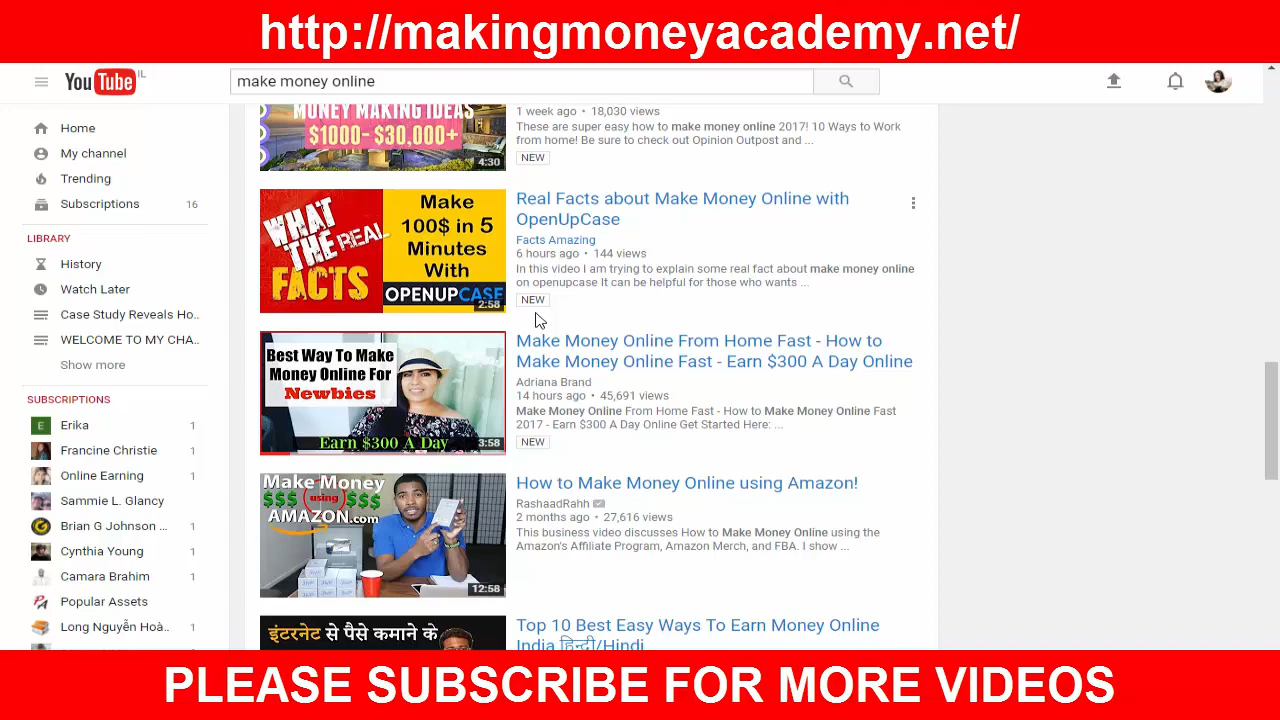 http://makingmoneyacademy.net/
YouTube IL
make money online
Home
My channel
Trending
Subscriptions 16
LIBRARY
History
Watch Later
Case Study Reveals Ho..
WELCOME TO MY CHA..
Show more
SUBSCRIPTIONS
Erika 1
Francine Christie 1
Online Earning 1
Sammie L. Glancy 1
Brian G Johnson ... 1
Cynthia Young 1
Camara Brahim 1
Popular Assets 1
Long Nguyễn Hoà.. 1
MONEY MAKING IDEAS
$1000- $30,000+
4:30
1 week ago • 18,030 views
These are super easy how to make money online 2017! 10 Ways to Work
from home! Be sure to check out Opinion Outpost and ...
NEW
WHAT
THE REAL
FACTS
Make
100$ in 5
Minutes
With
OPENUPCASE
2:58
Real Facts about Make Money Online with
OpenUpCase
Facts Amazing
6 hours ago • 144 views
In this video I am trying to explain some real fact about make money online
on openupcase It can be helpful for those who wants ...
NEW
Best Way To Make
Money Online For
Newbies
Earn $300 A Day
3:58
Make Money Online From Home Fast - How to
Make Money Online Fast - Earn $300 A Day Online
Adriana Brand
14 hours ago • 45,691 views
Make Money Online From Home Fast - How to Make Money Online Fast
2017 - Earn $300 A Day Online Get Started Here: ...
NEW
Make Money
$$$ using $$$
AMAZON.com
12:58
How to Make Money Online using Amazon!
RashaadRahh
2 months ago • 27,616 views
This business video discusses How to Make Money Online using the
Amazon's Affiliate Program, Amazon Merch, and FBA. I show ...
इंटरनेट से पैसे कमाने के
Top 10 Best Easy Ways To Earn Money Online
India हिन्दी/Hindi
PLEASE SUBSCRIBE FOR MORE VIDEOS